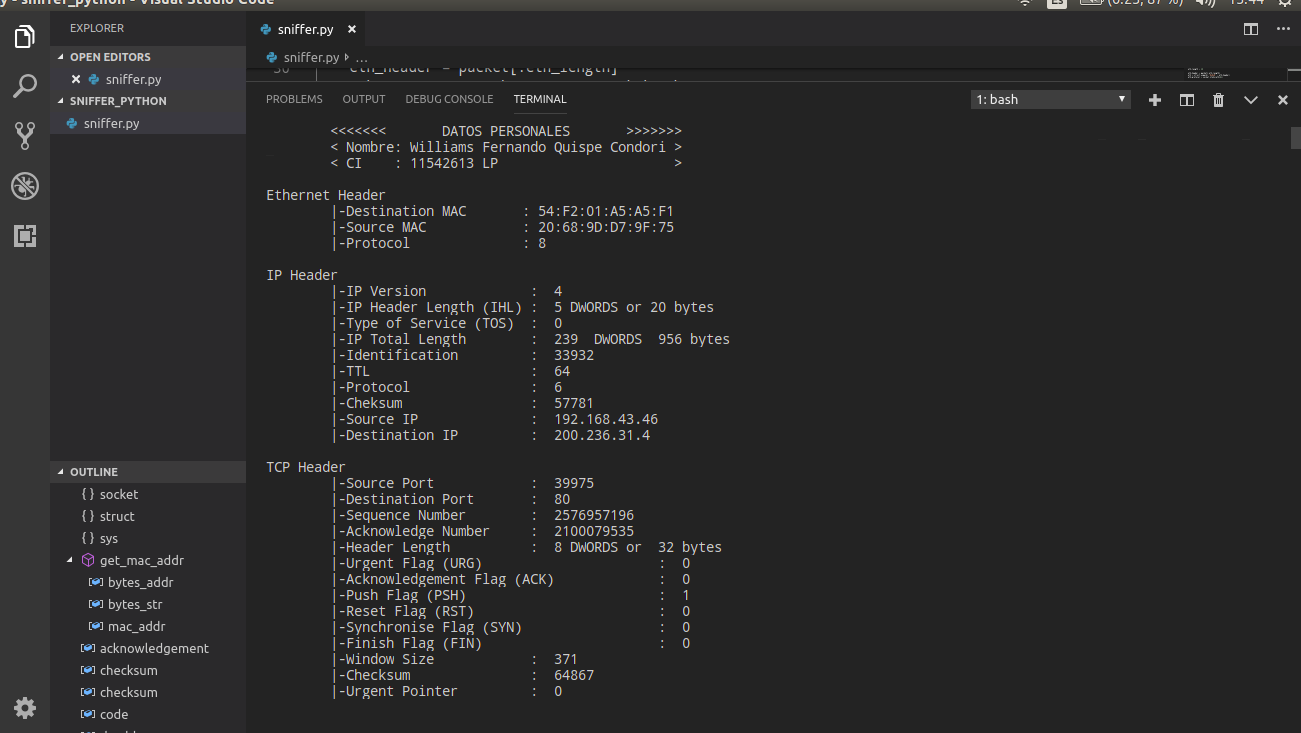 y - sniffer_python - Visual Studio Code
Es
(0:25, 87 %)
15:44
EXPLORER
OPEN EDITORS
sniffer.py
SNIFFER_PYTHON
sniffer.py
OUTLINE
socket
struct
sys
get_mac_addr
bytes_addr
bytes_str
mac_addr
acknowledgement
checksum
checksum
code
sniffer.py
sniffer.py ...
30 eth_header = packet[:eth_length]
PROBLEMS OUTPUT DEBUG CONSOLE TERMINAL 1: bash
<<<<<<< DATOS PERSONALES >>>>>>>
< Nombre: Williams Fernando Quispe Condori >
< CI : 11542613 LP >
Ethernet Header
|-Destination MAC : 54:F2:01:A5:A5:F1
|-Source MAC : 20:68:9D:D7:9F:75
|-Protocol : 8
IP Header
|-IP Version : 4
|-IP Header Length (IHL) : 5 DWORDS or 20 bytes
|-Type of Service (TOS) : 0
|-IP Total Length : 239 DWORDS 956 bytes
|-Identification : 33932
|-TTL : 64
|-Protocol : 6
|-Cheksum : 57781
|-Source IP : 192.168.43.46
|-Destination IP : 200.236.31.4
TCP Header
|-Source Port : 39975
|-Destination Port : 80
|-Sequence Number : 2576957196
|-Acknowledge Number : 2100079535
|-Header Length : 8 DWORDS or 32 bytes
|-Urgent Flag (URG) : 0
|-Acknowledgement Flag (ACK) : 0
|-Push Flag (PSH) : 1
|-Reset Flag (RST) : 0
|-Synchronise Flag (SYN) : 0
|-Finish Flag (FIN) : 0
|-Window Size : 371
|-Checksum : 64867
|-Urgent Pointer : 0